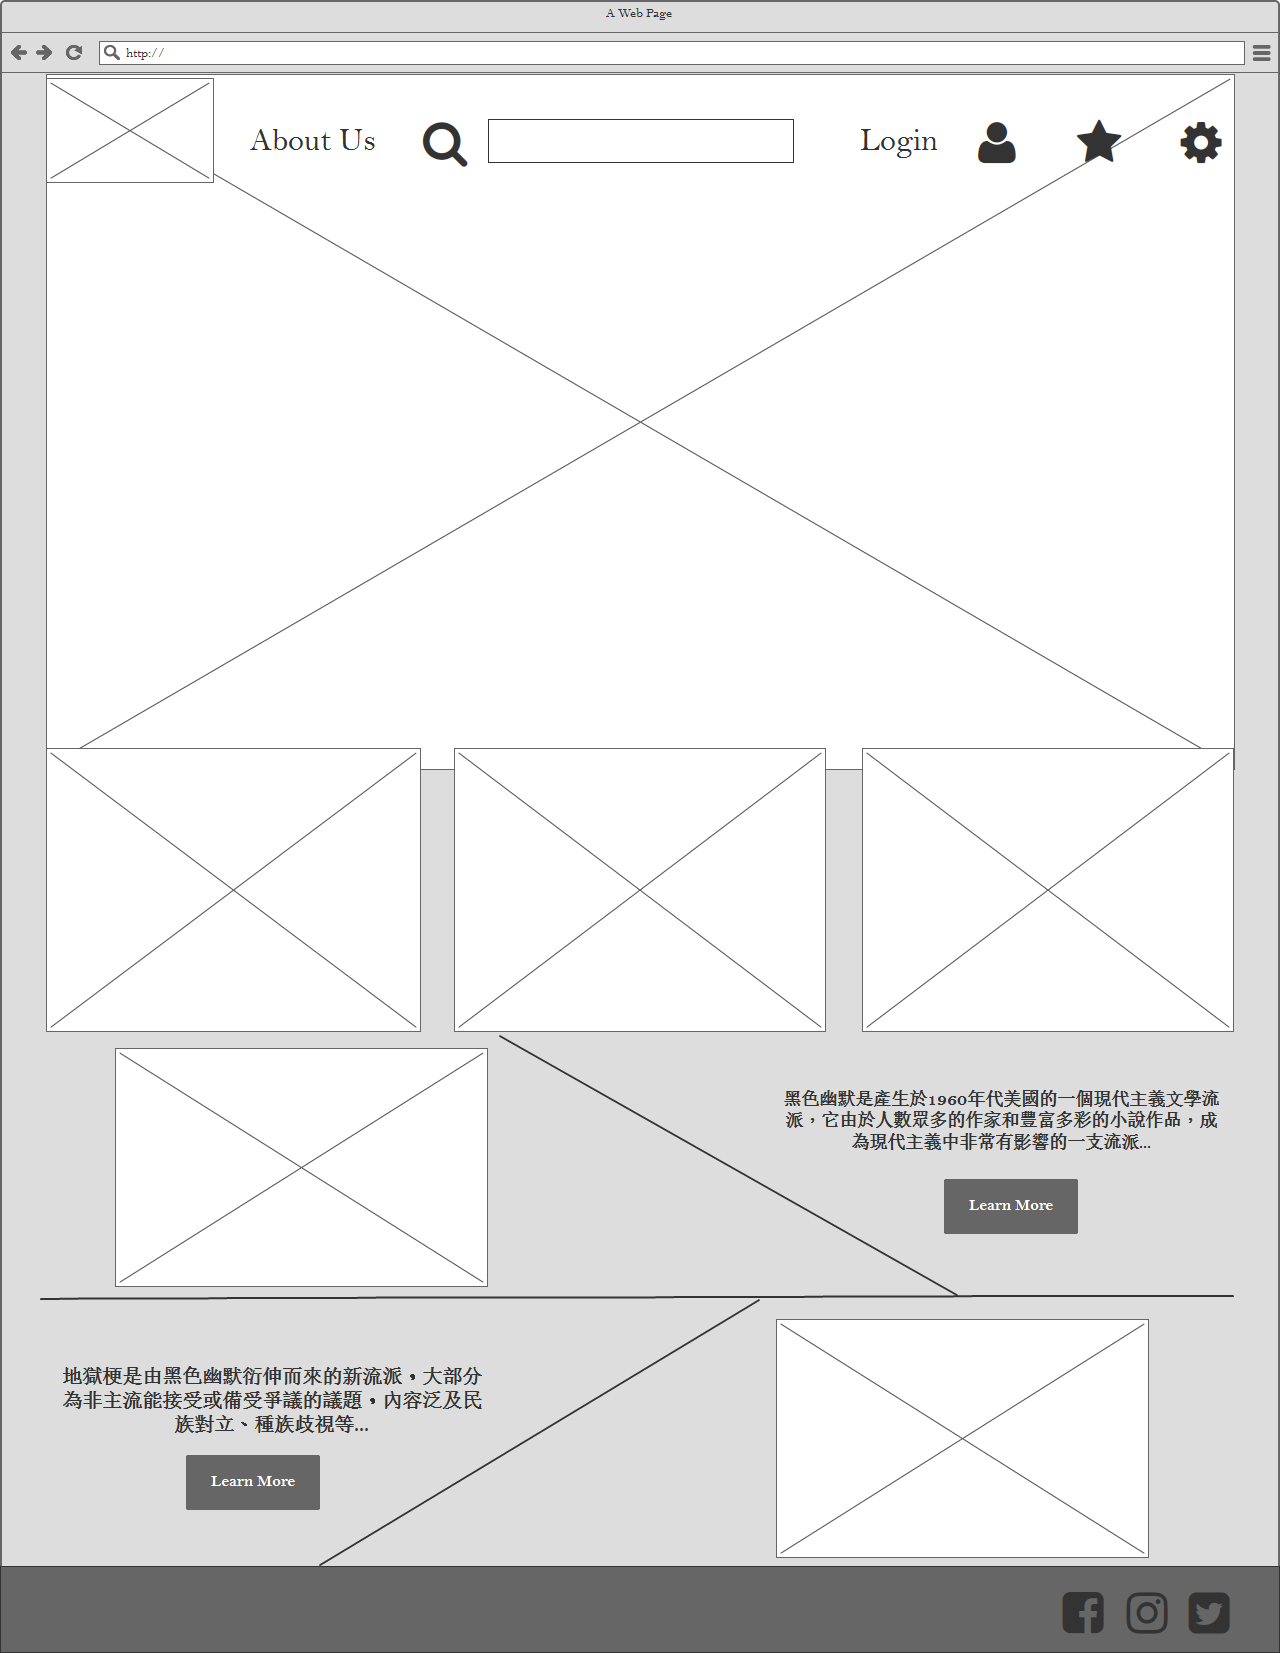 A Web Page
http://
About Us
Login
黑色幽默是產生於1960年代美國的一個現代主義文學流
派，它由於人數眾多的作家和豐富多彩的小說作品，成
為現代主義中非常有影響的一支流派...
Learn More
地獄梗是由黑色幽默衍伸而來的新流派，大部分
為非主流能接受或備受爭議的議題，內容泛及民
族對立、種族歧視等...
Learn More